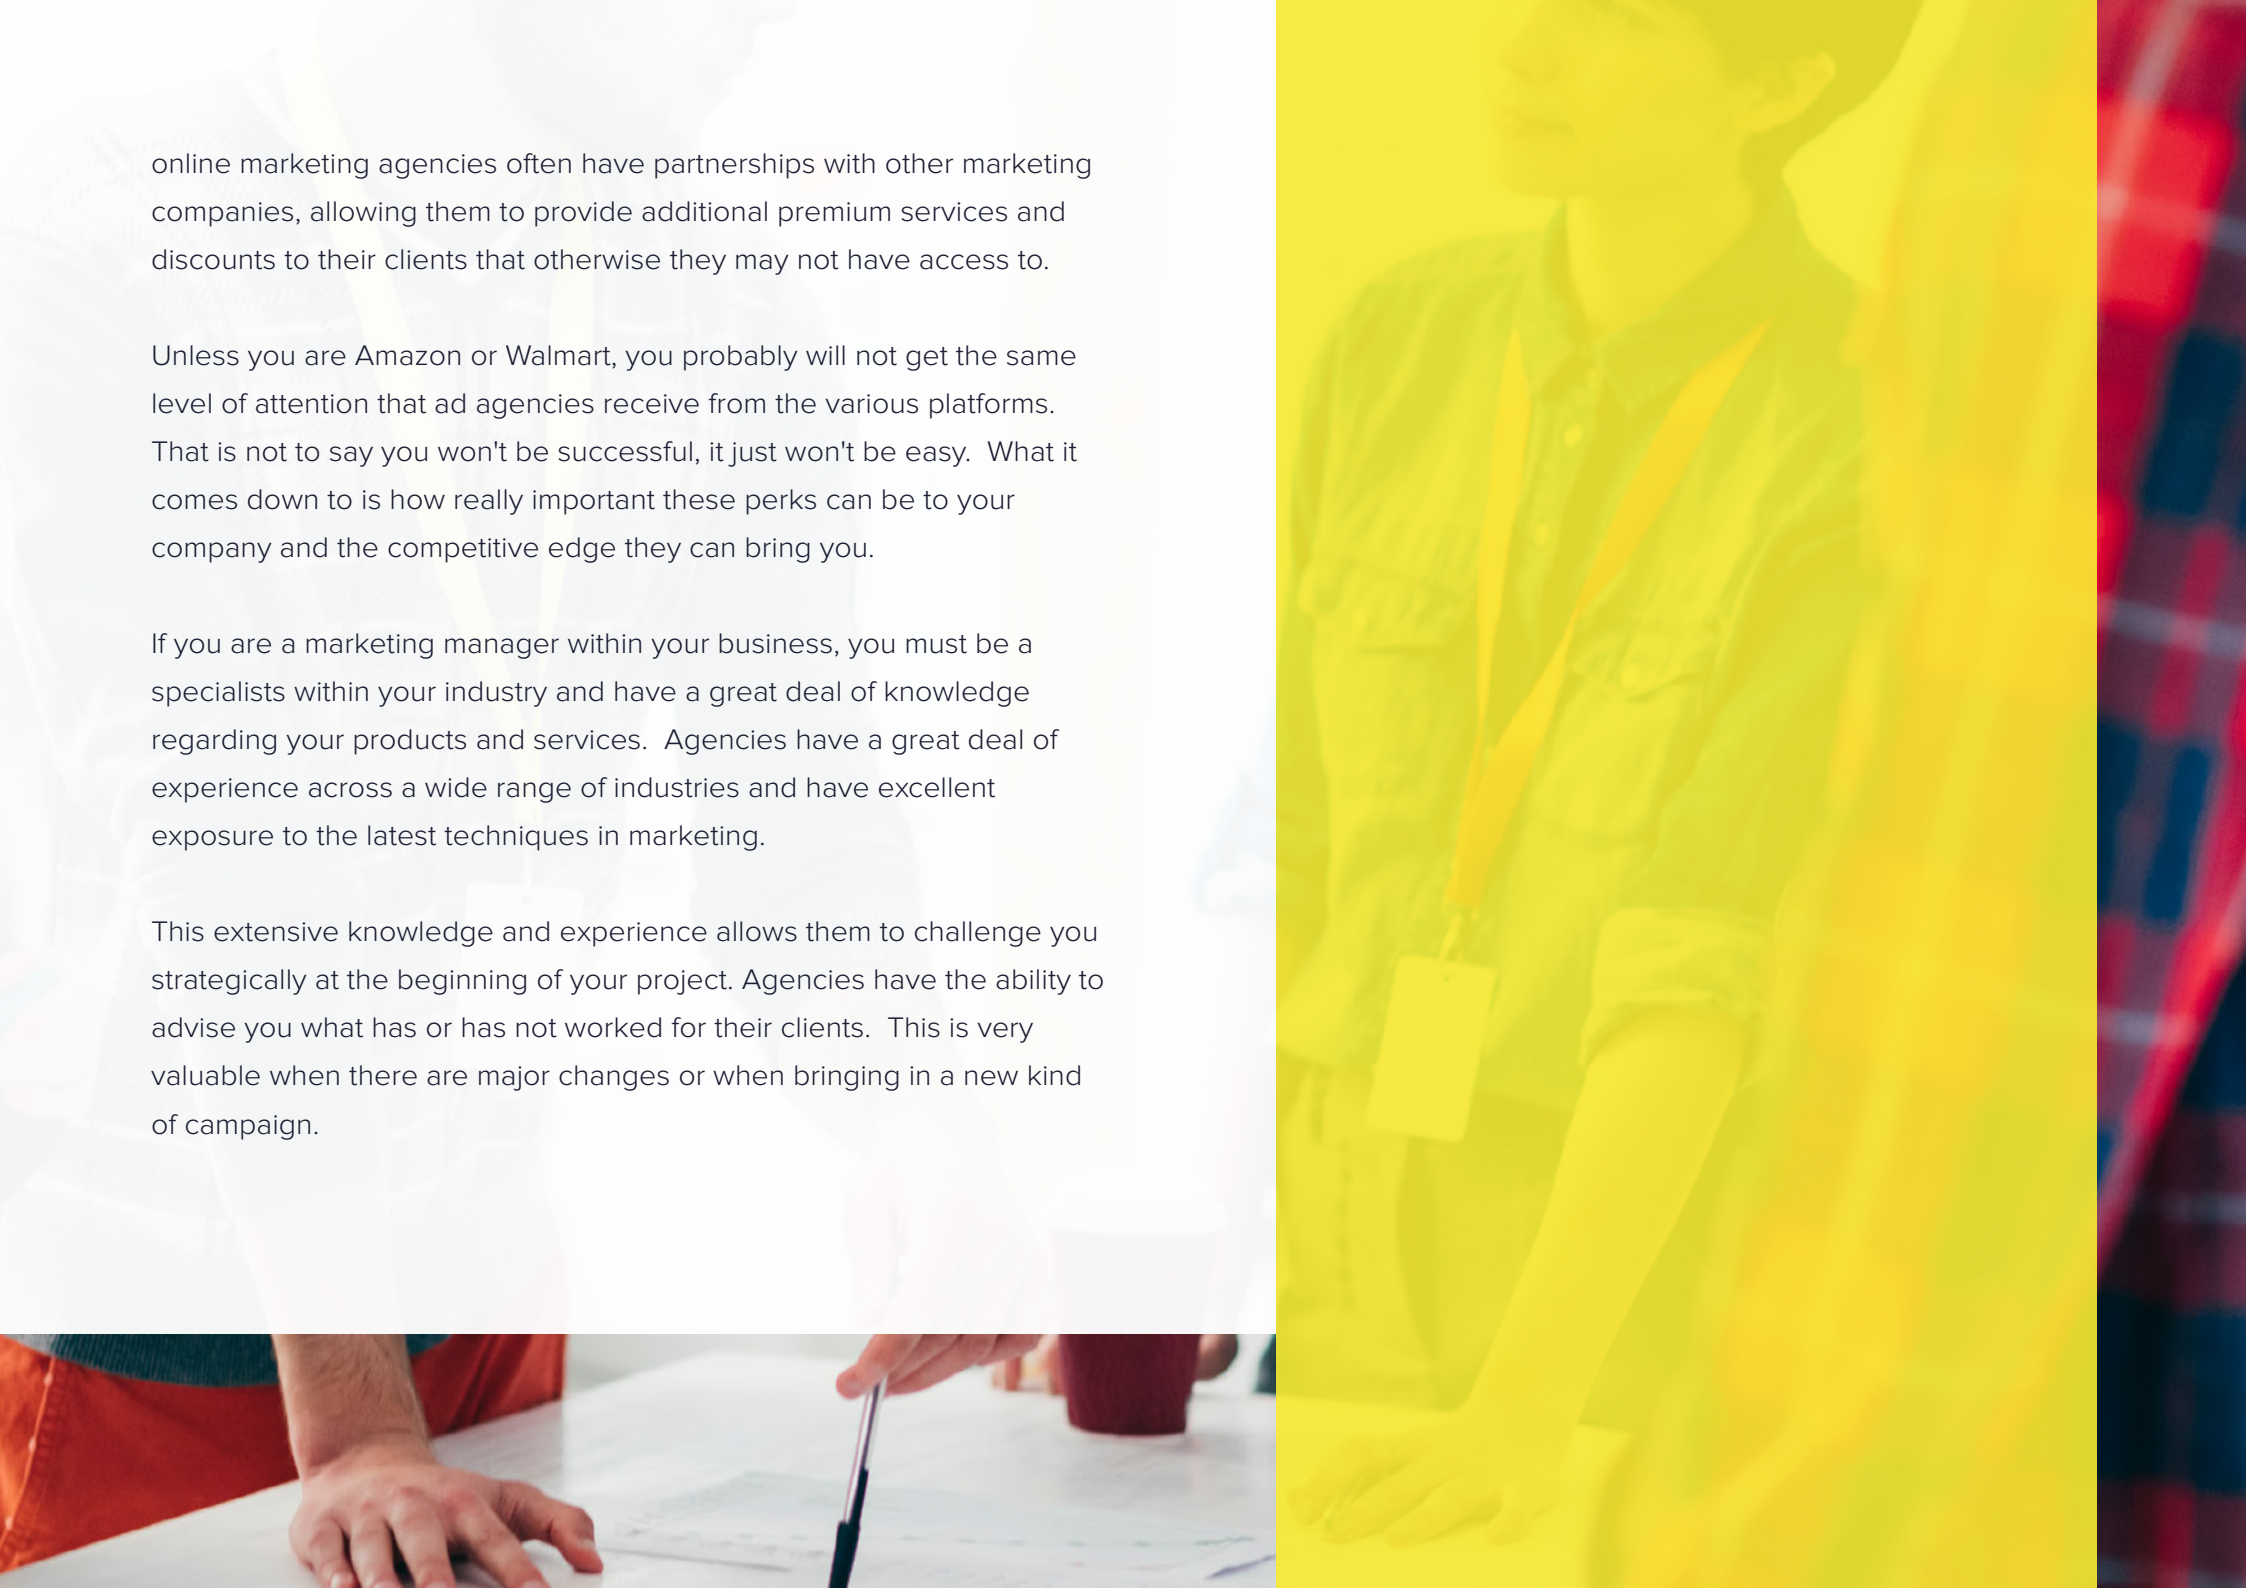 online marketing agencies often have partnerships with other marketing
companies, allowing them to provide additional premium services and
discounts to their clients that otherwise they may not have access to.
Unless you are Amazon or Walmart, you probably will not get the same
level of attention that ad agencies receive from the various platforms.
That is not to say you won't be successful, it just won't be easy.  What it
comes down to is how really important these perks can be to your
company and the competitive edge they can bring you.
If you are a marketing manager within your business, you must be a
specialists within your industry and have a great deal of knowledge
regarding your products and services.  Agencies have a great deal of
experience across a wide range of industries and have excellent
exposure to the latest techniques in marketing.
This extensive knowledge and experience allows them to challenge you
strategically at the beginning of your project. Agencies have the ability to
advise you what has or has not worked for their clients.  This is very
valuable when there are major changes or when bringing in a new kind
of campaign.